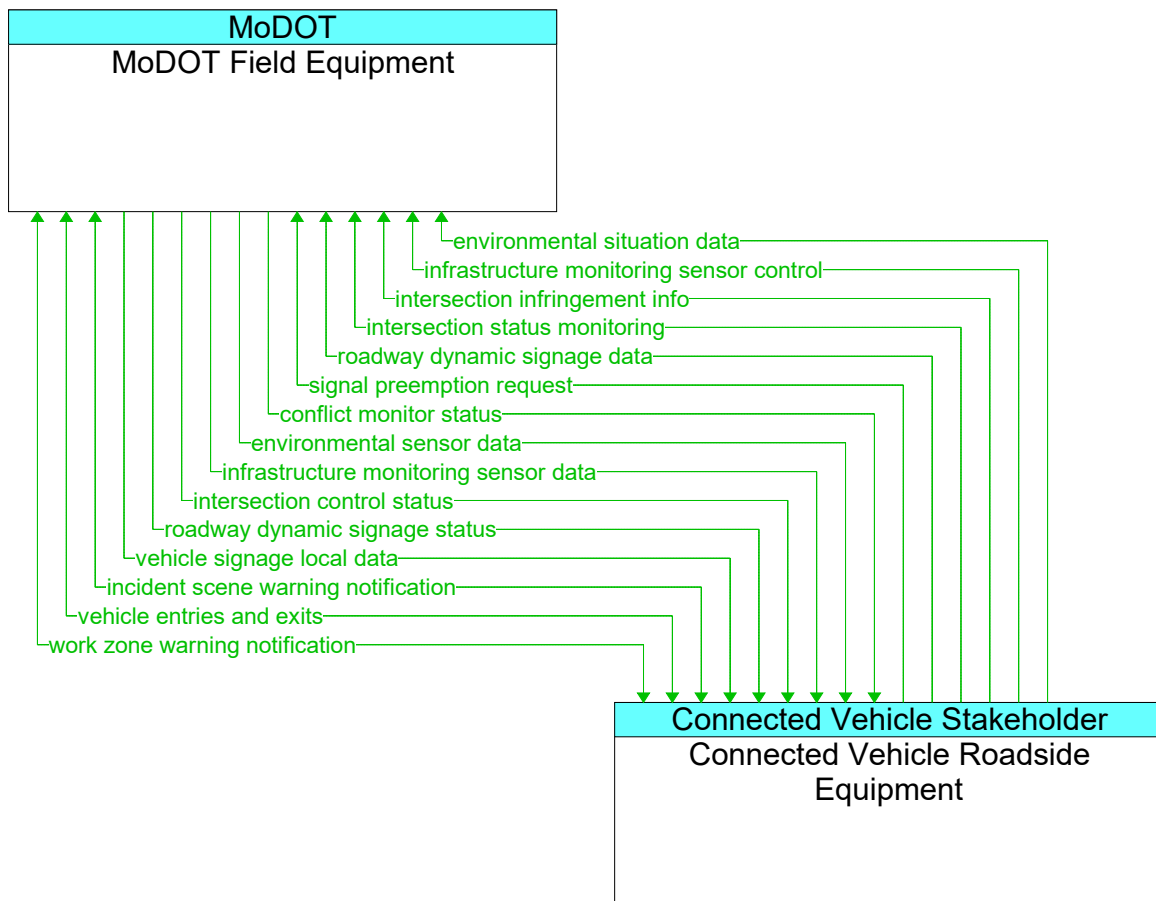 MoDOT
MoDOT Field Equipment
environmental situation data
infrastructure monitoring sensor control
intersection infringement info
intersection status monitoring
roadway dynamic signage data
signal preemption request
conflict monitor status
environmental sensor data
infrastructure monitoring sensor data
intersection control status
roadway dynamic signage status
vehicle signage local data
incident scene warning notification
vehicle entries and exits
work zone warning notification
Connected Vehicle Stakeholder
Connected Vehicle Roadside
Equipment